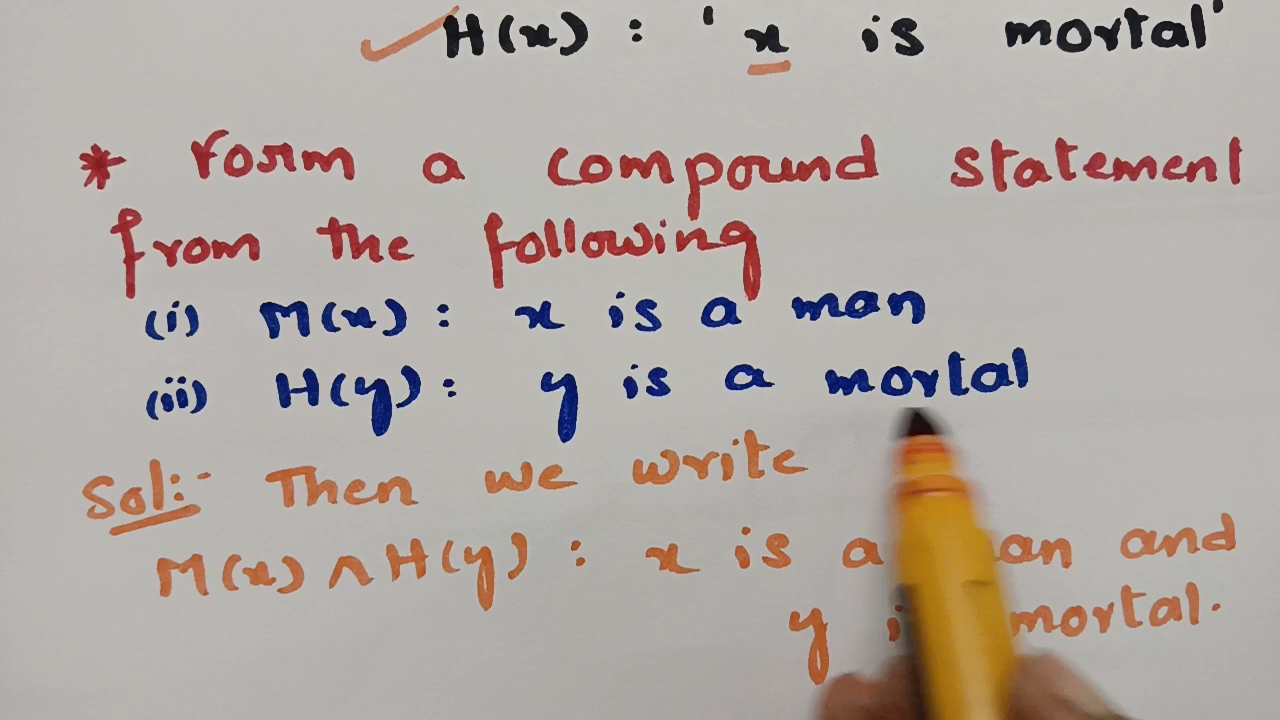 H(x) : 'x is mortal'
* Form a compound statement
from the following
(i) M(x) : x is a man
(ii) H(y) : y is a mortal
Sol:- Then we write
M(x) ∧ H(y) : x is a and
y mortal.